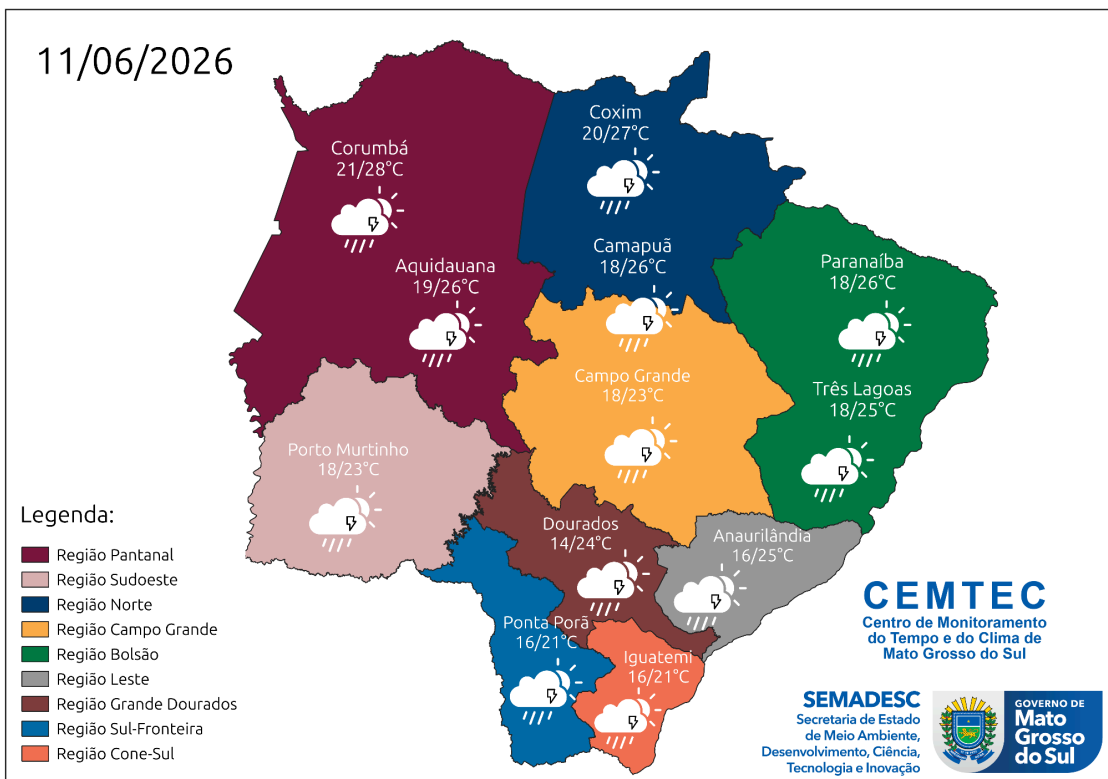 11/06/2026
Coxim
20/27°C
Corumbá
21/28°C
Camapuã
18/26°C
Aquidauana
19/26°C
Paranaíba
18/26°C
Campo Grande
18/23°C
Três Lagoas
18/25°C
Porto Murtinho
18/23°C
Dourados
14/24°C
Anaurilândia
16/25°C
Ponta Porã
16/21°C
Iguatemi
16/21°C
Legenda:
Região Pantanal
Região Sudoeste
Região Norte
Região Campo Grande
Região Bolsão
Região Leste
Região Grande Dourados
Região Sul-Fronteira
Região Cone-Sul
CEMTEC
Centro de Monitoramento
do Tempo e do Clima de
Mato Grosso do Sul
SEMADESC
Secretaria de Estado
de Meio Ambiente,
Desenvolvimento, Ciência,
Tecnologia e Inovação
GOVERNO DE
Mato
Grosso
do Sul